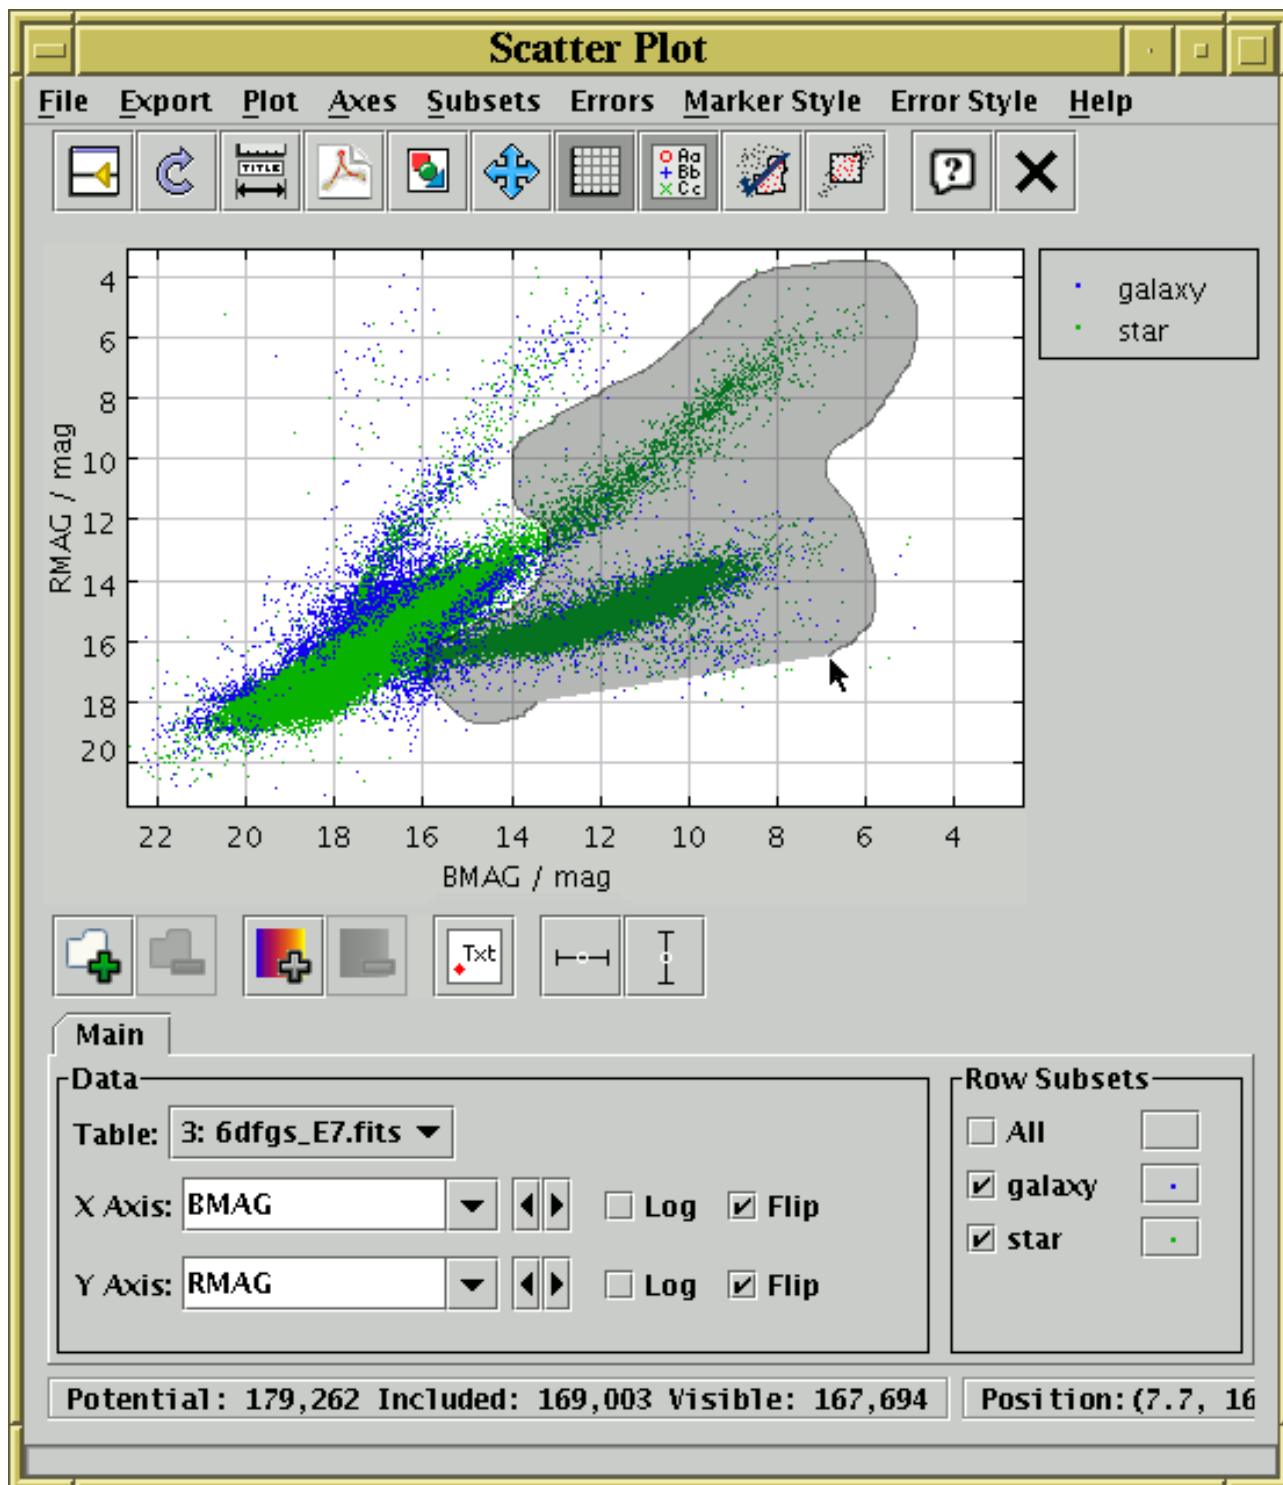 Scatter Plot
File Export Plot Axes Subsets Errors Marker Style Error Style Help
TITLE
Aa
Bb
Cc
?
galaxy
star
4
6
8
10
12
14
16
18
20
RMAG / mag
22 20 18 16 14 12 10 8 6 4
BMAG / mag
Txt
Main
Data
Table: 3: 6dfgs_E7.fits
X Axis: BMAG Log Flip
Y Axis: RMAG Log Flip
Row Subsets
All
galaxy
star
Potential: 179,262 Included: 169,003 Visible: 167,694
Position: (7.7, 16